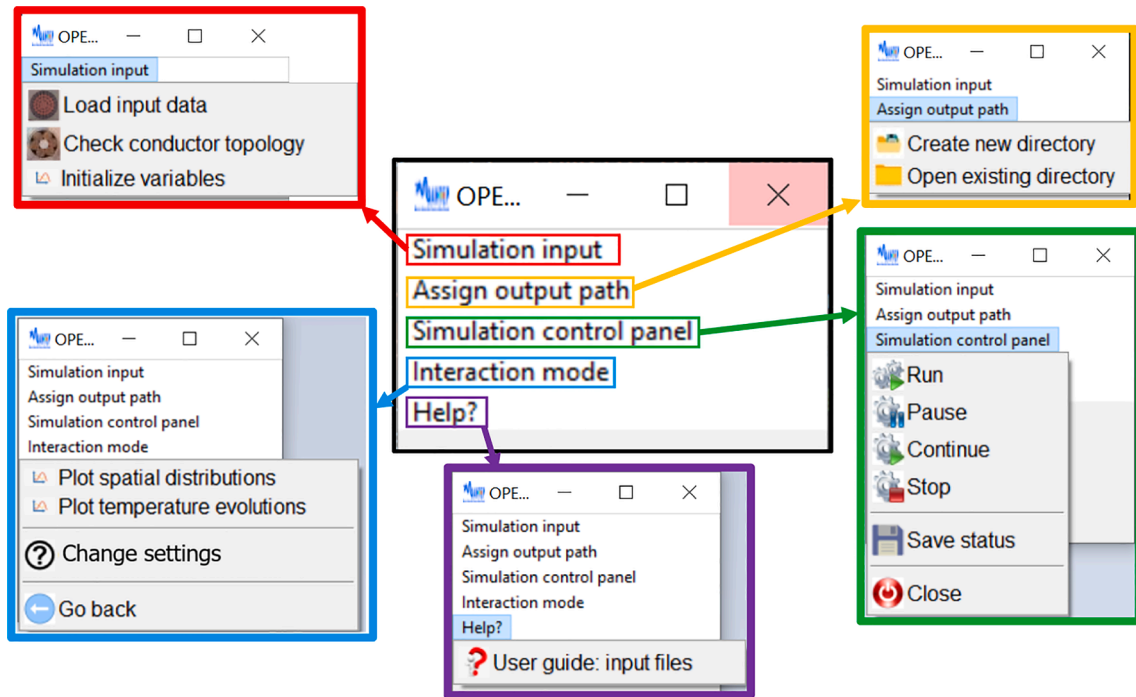 OPE...
Simulation input
Load input data
Check conductor topology
Initialize variables
OPE...
Simulation input
Assign output path
Create new directory
Open existing directory
OPE...
Simulation input
Assign output path
Simulation control panel
Interaction mode
Help?
OPE...
Simulation input
Assign output path
Simulation control panel
Run
Pause
Continue
Stop
Save status
Close
OPE...
Simulation input
Assign output path
Simulation control panel
Interaction mode
Plot spatial distributions
Plot temperature evolutions
Change settings
Go back
OPE...
Simulation input
Assign output path
Simulation control panel
Interaction mode
Help?
User guide: input files